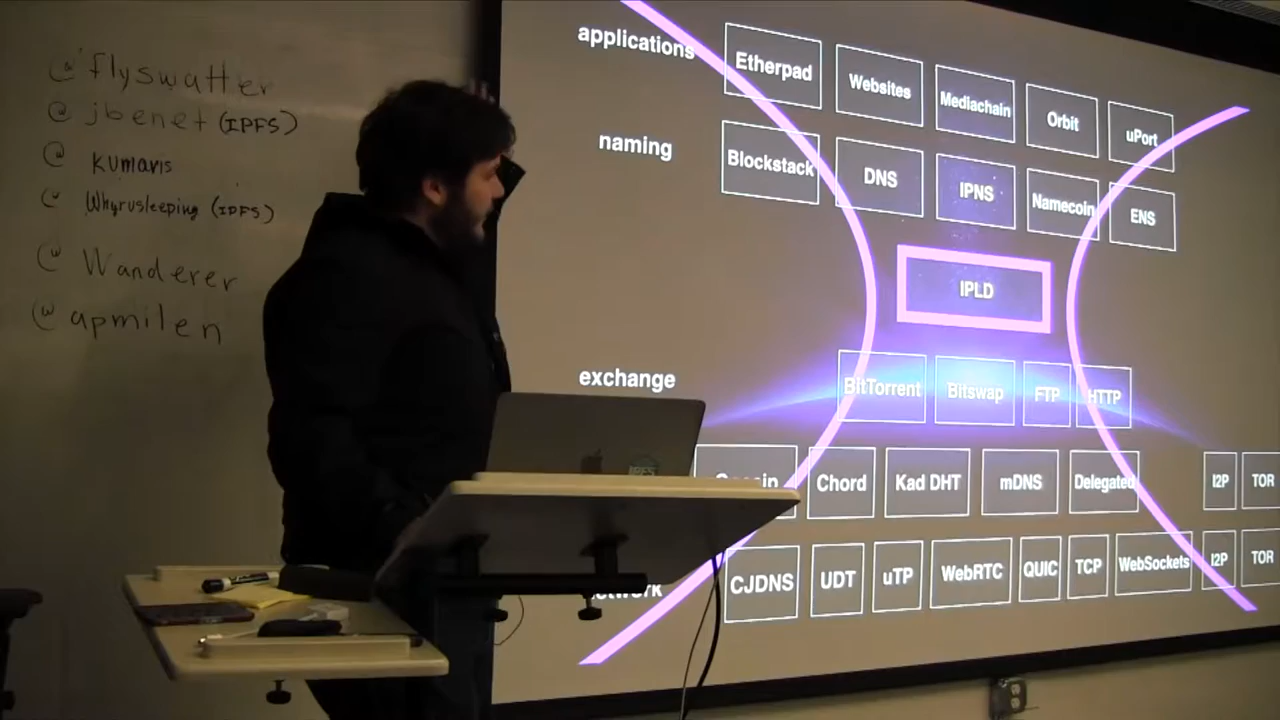 @flyswatter
@jbenet (IPFS)
@ Kumaris
@ Whyrusleeping (IPFS)
@ Wanderer
@ apmilen
applications Etherpad Websites Mediachain Orbit uPort
naming Blockstack DNS IPNS Namecoin ENS
IPLD
exchange BitTorrent Bitswap FTP HTTP
Chord Kad DHT mDNS Delegated I2P TOR
CJDNS UDT uTP WebRTC QUIC TCP WebSockets I2P TOR
IPFS